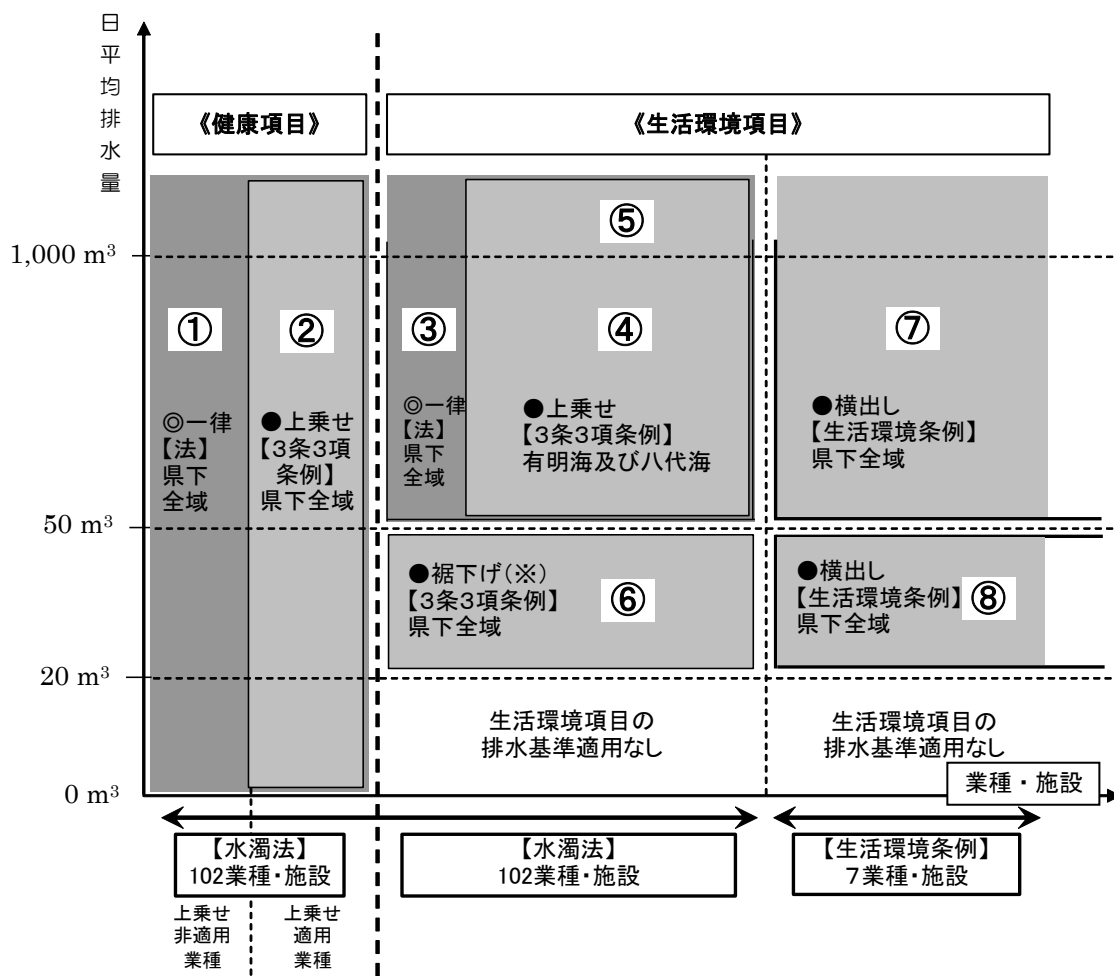 日
平
均
排
水
量
《健康項目》
《生活環境項目》
1,000 m³
50 m³
20 m³
0 m³
①
②
③
④
⑤
⑥
⑦
⑧
◎一律
【法】
県下
全域
●上乗せ
【3条3項
条例】
県下全域
◎一律
【法】
県下
全域
●上乗せ
【3条3項条例】
有明海及び八代海
●横出し
【生活環境条例】
県下全域
●裾下げ(※)
【3条3項条例】
県下全域
●横出し
【生活環境条例】
県下全域
生活環境項目の
排水基準適用なし
生活環境項目の
排水基準適用なし
業種・施設
【水濁法】
102業種・施設
【水濁法】
102業種・施設
【生活環境条例】
7業種・施設
上乗せ
非適用
業種
上乗せ
適用
業種